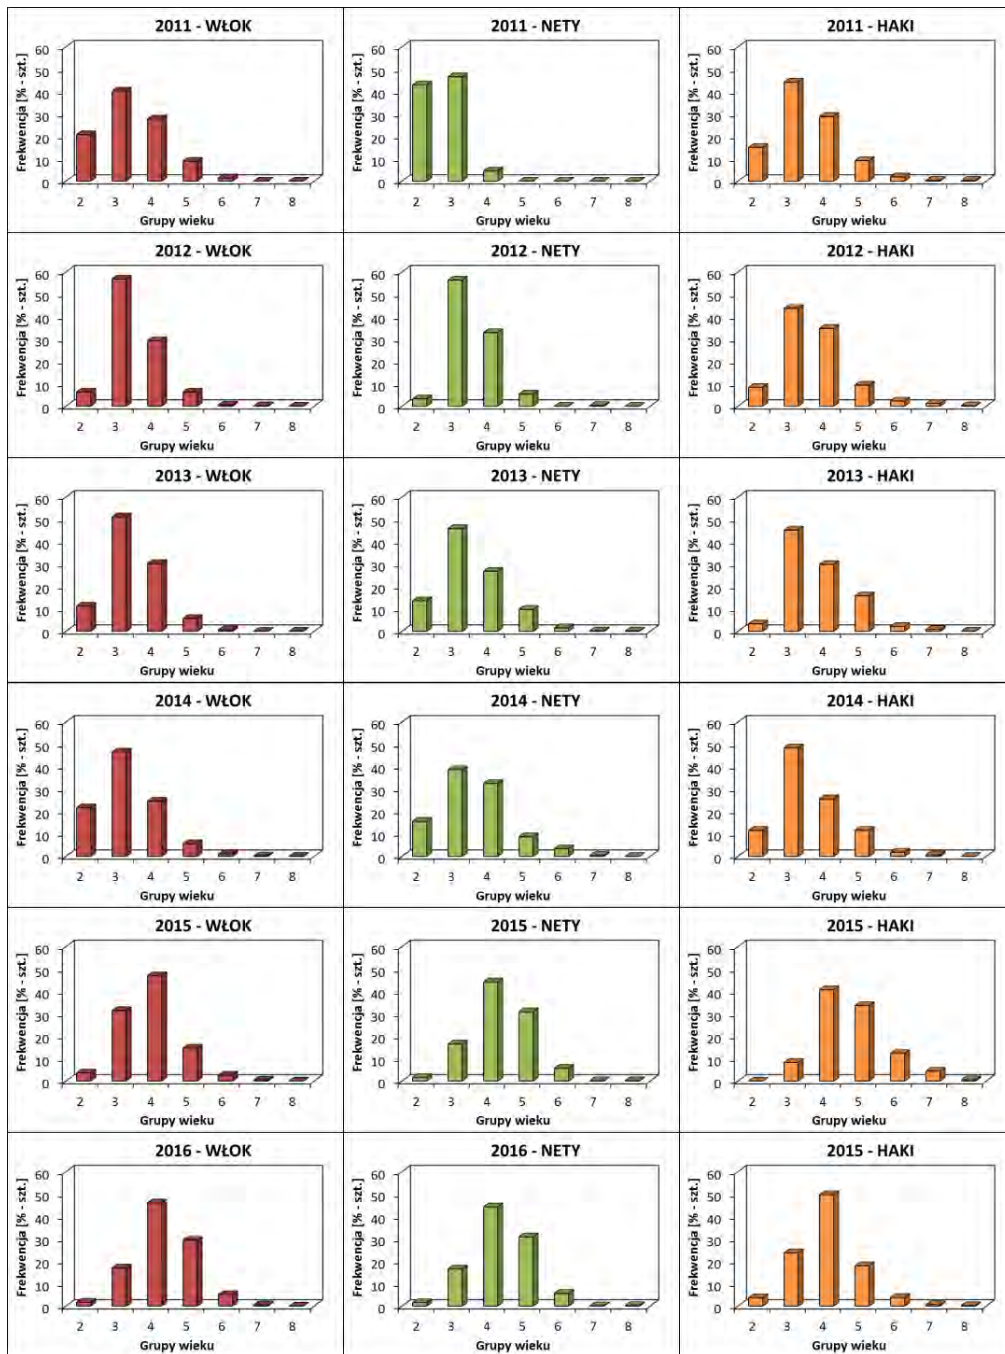 2011 - WŁOK
Frekwencja [% - szt.]
60
50
40
30
20
10
0
2 3 4 5 6 7 8
Grupy wieku
2011 - NETY
Frekwencja [% - szt.]
60
50
40
30
20
10
0
2 3 4 5 6 7 8
Grupy wieku
2011 - HAKI
Frekwencja [% - szt.]
60
50
40
30
20
10
0
2 3 4 5 6 7 8
Grupy wieku
2012 - WŁOK
Frekwencja [% - szt.]
60
50
40
30
20
10
0
2 3 4 5 6 7 8
Grupy wieku
2012 - NETY
Frekwencja [% - szt.]
60
50
40
30
20
10
0
2 3 4 5 6 7 8
Grupy wieku
2012 - HAKI
Frekwencja [% - szt.]
60
50
40
30
20
10
0
2 3 4 5 6 7 8
Grupy wieku
2013 - WŁOK
Frekwencja [% - szt.]
60
50
40
30
20
10
0
2 3 4 5 6 7 8
Grupy wieku
2013 - NETY
Frekwencja [% - szt.]
60
50
40
30
20
10
0
2 3 4 5 6 7 8
Grupy wieku
2013 - HAKI
Frekwencja [% - szt.]
60
50
40
30
20
10
0
2 3 4 5 6 7 8
Grupy wieku
2014 - WŁOK
Frekwencja [% - szt.]
60
50
40
30
20
10
0
2 3 4 5 6 7 8
Grupy wieku
2014 - NETY
Frekwencja [% - szt.]
60
50
40
30
20
10
0
2 3 4 5 6 7 8
Grupy wieku
2014 - HAKI
Frekwencja [% - szt.]
60
50
40
30
20
10
0
2 3 4 5 6 7 8
Grupy wieku
2015 - WŁOK
Frekwencja [% - szt.]
60
50
40
30
20
10
0
2 3 4 5 6 7 8
Grupy wieku
2015 - NETY
Frekwencja [% - szt.]
60
50
40
30
20
10
0
2 3 4 5 6 7 8
Grupy wieku
2015 - HAKI
Frekwencja [% - szt.]
60
50
40
30
20
10
0
2 3 4 5 6 7 8
Grupy wieku
2016 - WŁOK
Frekwencja [% - szt.]
60
50
40
30
20
10
0
2 3 4 5 6 7 8
Grupy wieku
2016 - NETY
Frekwencja [% - szt.]
60
50
40
30
20
10
0
2 3 4 5 6 7 8
Grupy wieku
2015 - HAKI
Frekwencja [% - szt.]
60
50
40
30
20
10
0
2 3 4 5 6 7 8
Grupy wieku